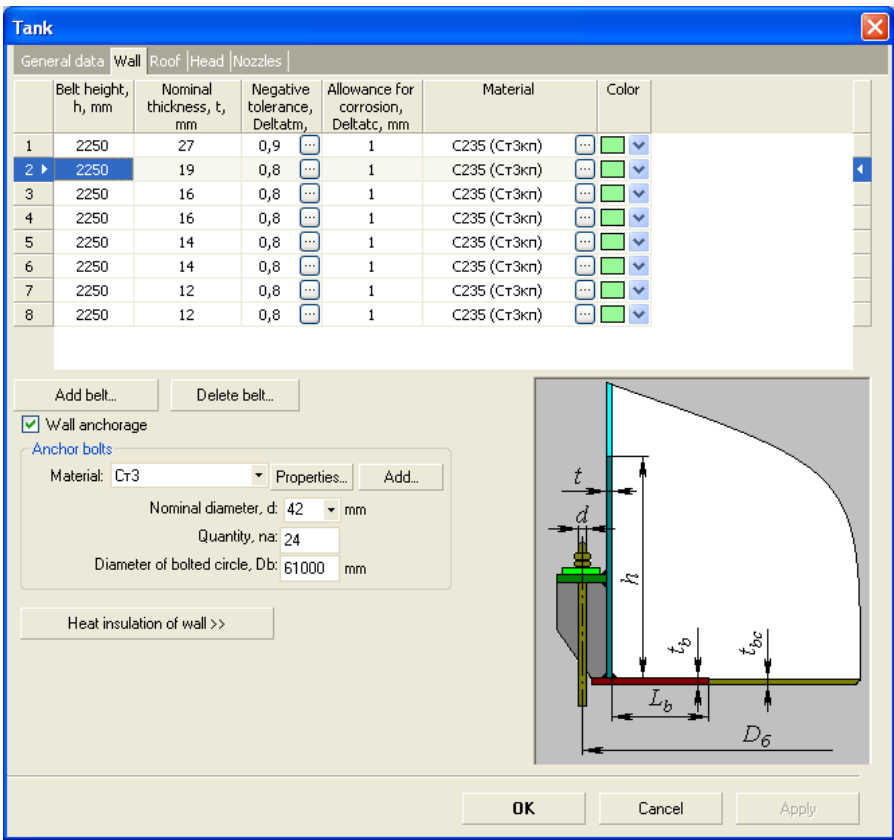 Tank
General data Wall Roof Head Nozzles
Belt height, h, mm Nominal thickness, t, mm Negative tolerance, Deltatm, Allowance for corrosion, Deltatc, mm Material Color
1 2250 27 0,9 ... 1 С235 (Ст3кп) ...
2 2250 19 0,8 ... 1 С235 (Ст3кп) ...
3 2250 16 0,8 ... 1 С235 (Ст3кп) ...
4 2250 16 0,8 ... 1 С235 (Ст3кп) ...
5 2250 14 0,8 ... 1 С235 (Ст3кп) ...
6 2250 14 0,8 ... 1 С235 (Ст3кп) ...
7 2250 12 0,8 ... 1 С235 (Ст3кп) ...
8 2250 12 0,8 ... 1 С235 (Ст3кп) ...
Add belt... Delete belt...
Wall anchorage
Anchor bolts
Material: Ст3 Properties... Add...
Nominal diameter, d: 42 mm
Quantity, na: 24
Diameter of bolted circle, Db: 61000 mm
Heat insulation of wall >>
t
d
h
t_b t_bc
L_b
D_б
OK Cancel Apply